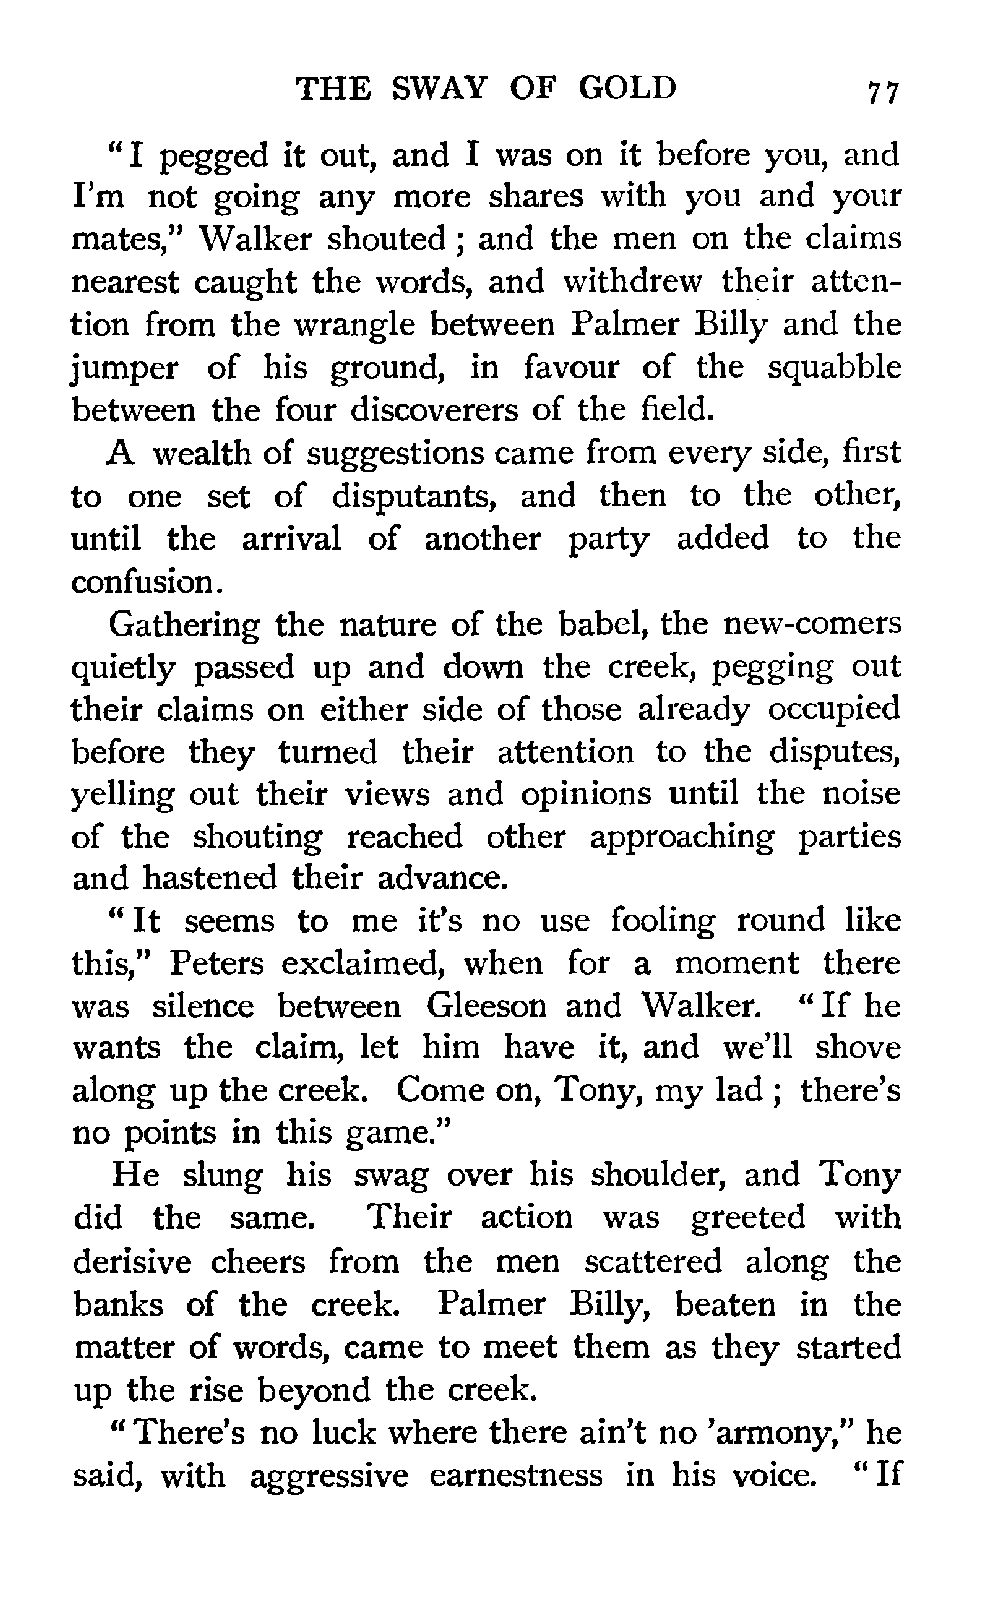 THE SWAY OF GOLD 77
"I pegged it out, and I was on it before you, and
I'm not going any more shares with you and your
mates," Walker shouted ; and the men on the claims
nearest caught the words, and withdrew their atten-
tion from the wrangle between Palmer Billy and the
jumper of his ground, in favour of the squabble
between the four discoverers of the field.
A wealth of suggestions came from every side, first
to one set of disputants, and then to the other,
until the arrival of another party added to the
confusion.
Gathering the nature of the babel, the new-comers
quietly passed up and down the creek, pegging out
their claims on either side of those already occupied
before they turned their attention to the disputes,
yelling out their views and opinions until the noise
of the shouting reached other approaching parties
and hastened their advance.
"It seems to me it's no use fooling round like
this," Peters exclaimed, when for a moment there
was silence between Gleeson and Walker. "If he
wants the claim, let him have it, and we'll shove
along up the creek. Come on, Tony, my lad ; there's
no points in this game."
He slung his swag over his shoulder, and Tony
did the same. Their action was greeted with
derisive cheers from the men scattered along the
banks of the creek. Palmer Billy, beaten in the
matter of words, came to meet them as they started
up the rise beyond the creek.
"There's no luck where there ain't no 'armony," he
said, with aggressive earnestness in his voice. "If